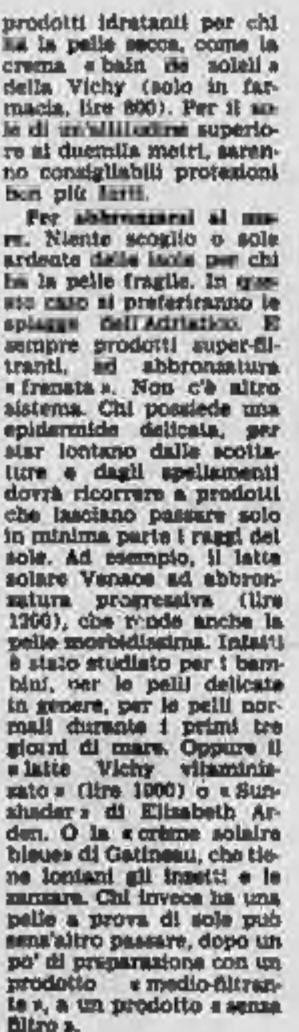 prodotti idratanti per chi
ha la pelle secca, come la
crema « bain de soleil »
della Vichy (solo in far-
macia, lire 800). Per il so-
le di un'altitudine superio-
re ai duemila metri, saran-
no consigliabili protezioni
ben più forti.
Per abbronzarsi al ma-
re. Niente scoglio o sole
ardente delle isole per chi
ha la pelle fragile. In que-
sto caso si preferiranno le
spiagge dell'Adriatico. E
sempre prodotti super-fil-
tranti, ad abbronzatura
« frenata ». Non c'è altro
sistema. Chi possiede una
epidermide delicata, per
star lontano dalle scotta-
ture e dagli spellamenti
dovrà ricorrere a prodotti
che lasciano passare solo
in minima parte i raggi del
sole. Ad esempio, il latte
solare Venace ad abbron-
zatura progressiva (lire
1200), che rende anche la
pelle morbidissima. Infatti
è stato studiato per i bam-
bini, per le pelli delicate
in genere, per le pelli nor-
mali durante i primi tre
giorni di mare. Oppure il
« latte Vichy vitaminiz-
zato » (lire 1000) o « Sun-
shader » di Elizabeth Ar-
den. O la « crème solaire
bleue» di Gatineau, che tie-
ne lontani gli insetti e le
zanzare. Chi invece ha una
pelle a prova di sole può
senz'altro passare, dopo un
po' di preparazione con un
prodotto « medio-filtran-
te », a un prodotto « senza
filtro ».